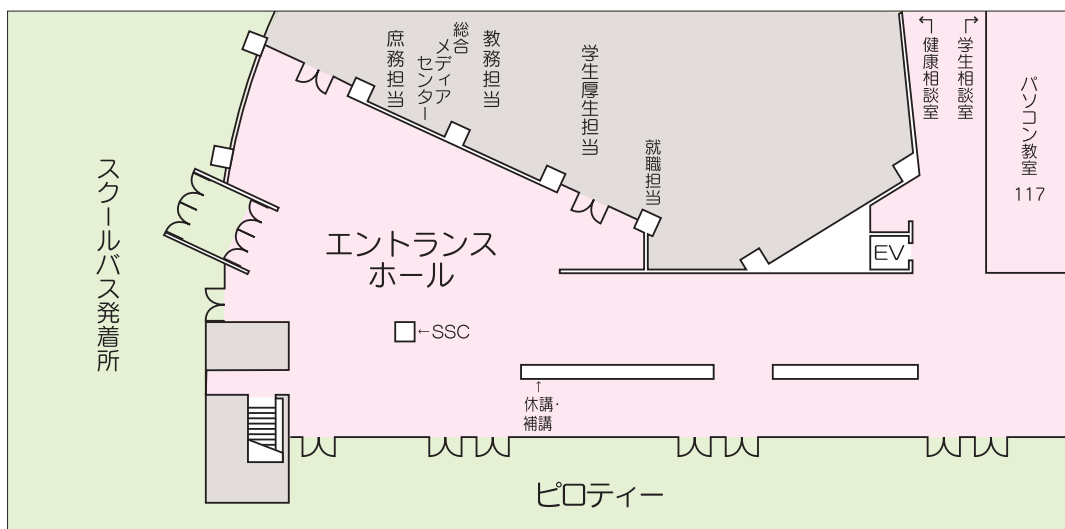 庶務担当
総合
メディア
センター
教務担当
学生厚生担当
就職担当
健康相談室
学生相談室
パソコン教室
117
スクールバス発着所
エントランス
ホール
EV
←SSC
↑
休講・
補講
ピロティー